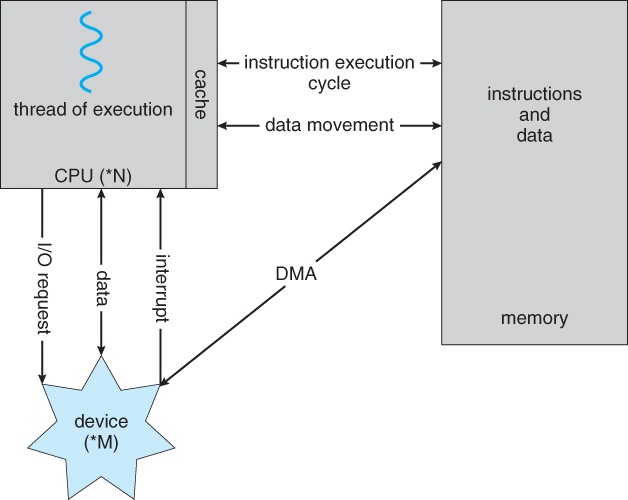 thread of execution
cache
CPU (*N)
instruction execution
cycle
data movement
instructions
and
data
memory
DMA
I/O request
data
interrupt
device
(*M)